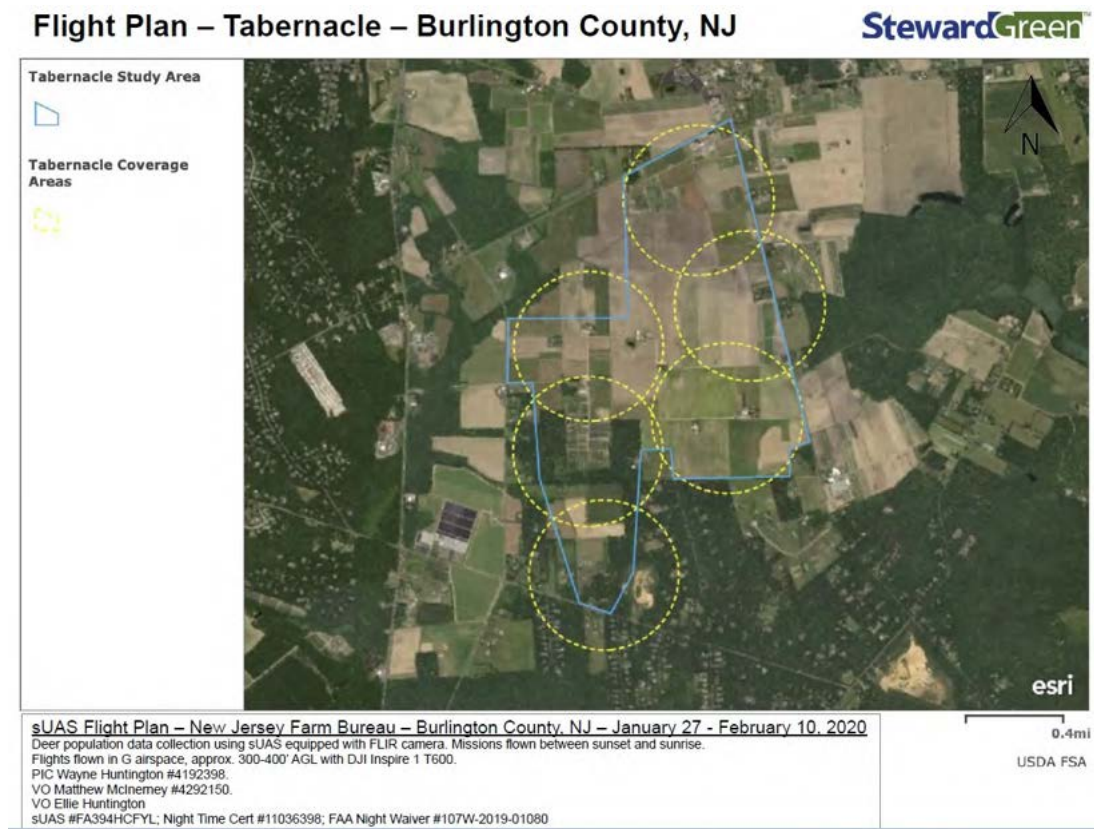 Flight Plan – Tabernacle – Burlington County, NJ
StewardGreen
Tabernacle Study Area
Tabernacle Coverage
Areas
N
esri
0.4mi
USDA FSA
sUAS Flight Plan – New Jersey Farm Bureau – Burlington County, NJ – January 27 - February 10, 2020
Deer population data collection using sUAS equipped with FLIR camera. Missions flown between sunset and sunrise.
Flights flown in G airspace, approx. 300-400' AGL with DJI Inspire 1 T600.
PIC Wayne Huntington #4192398.
VO Matthew McInerney #4292150.
VO Ellie Huntington
sUAS #FA394HCFYL; Night Time Cert #11036398; FAA Night Waiver #107W-2019-01080